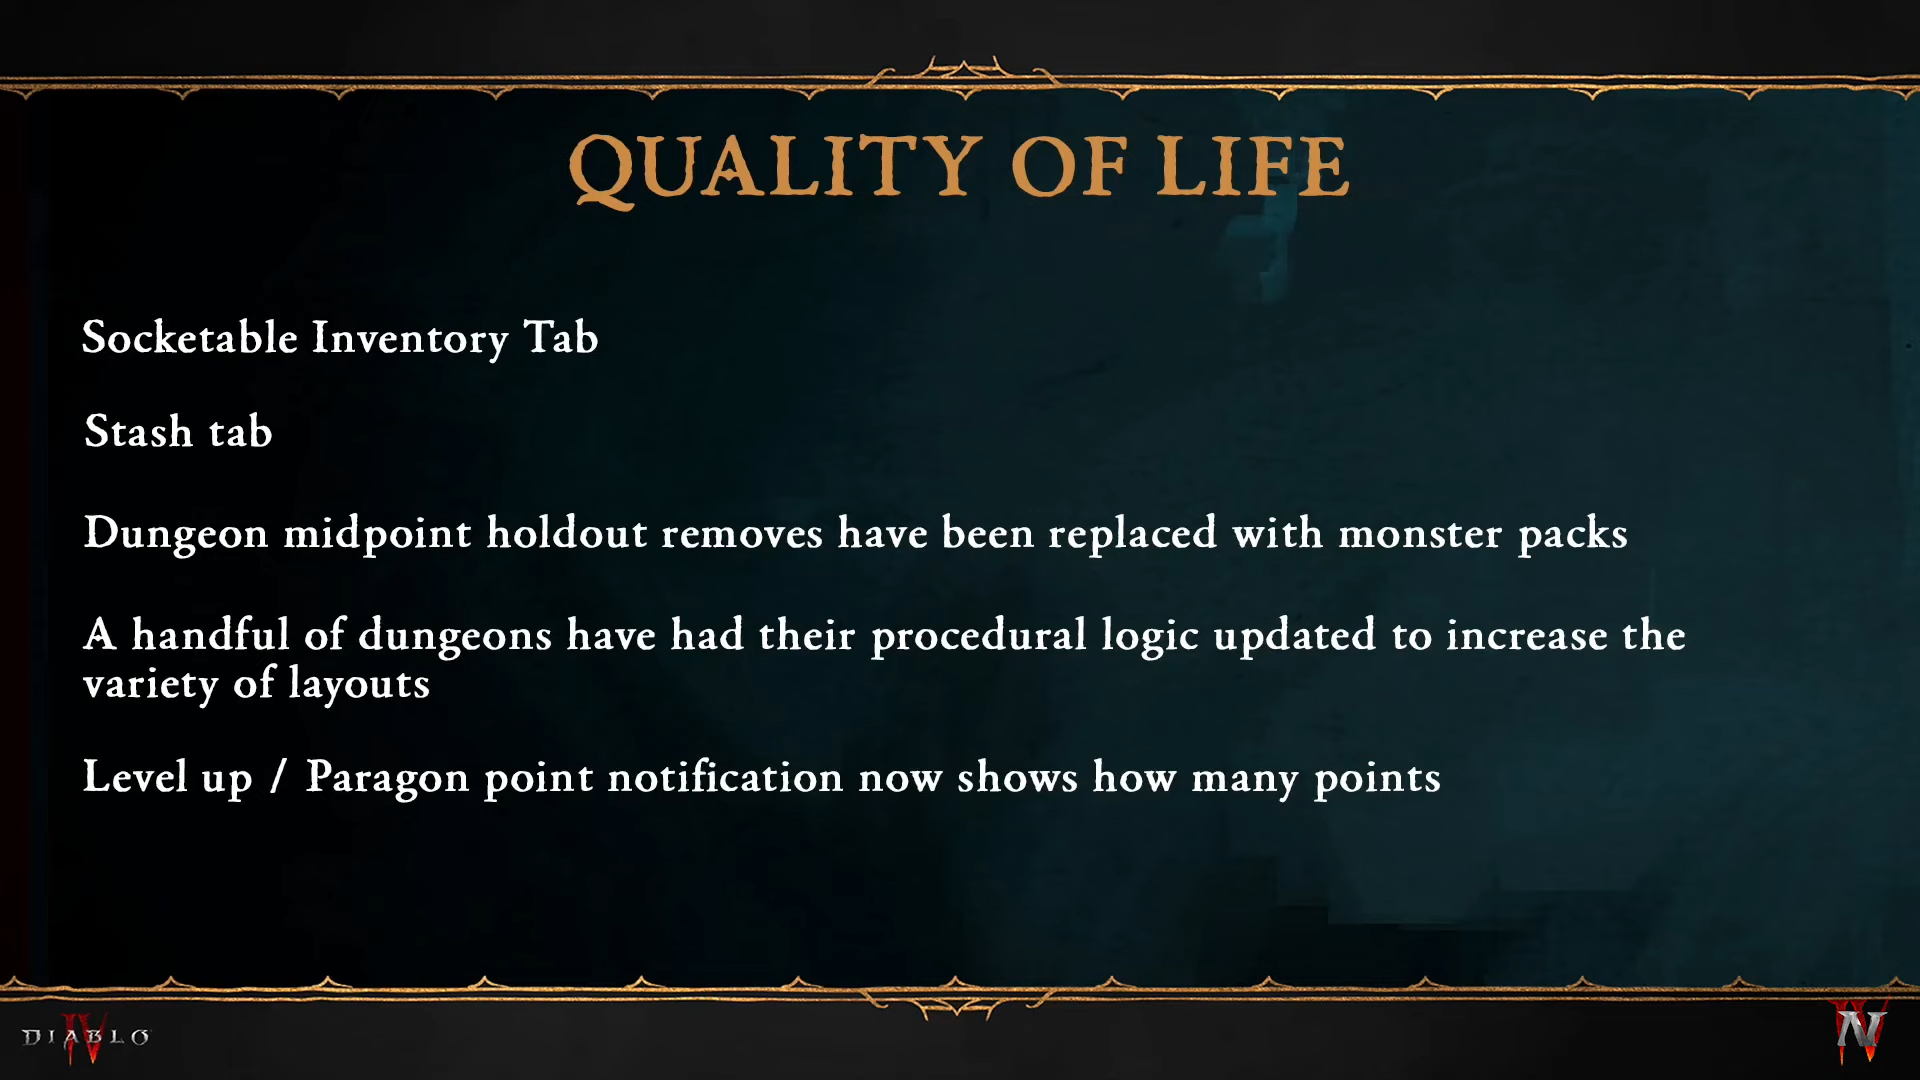 QUALITY OF LIFE
Socketable Inventory Tab
Stash tab
Dungeon midpoint holdout removes have been replaced with monster packs
A handful of dungeons have had their procedural logic updated to increase the
variety of layouts
Level up / Paragon point notification now shows how many points
DIABLO IV
IV